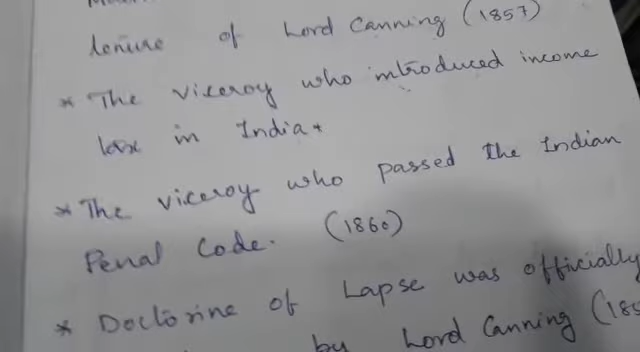 tenure of Lord Canning (1857)
* The viceroy who introduced income
tax in India.
* The viceroy who passed the Indian
Penal Code. (1860)
* Doctorine of Lapse was officially
by Lord Canning (185